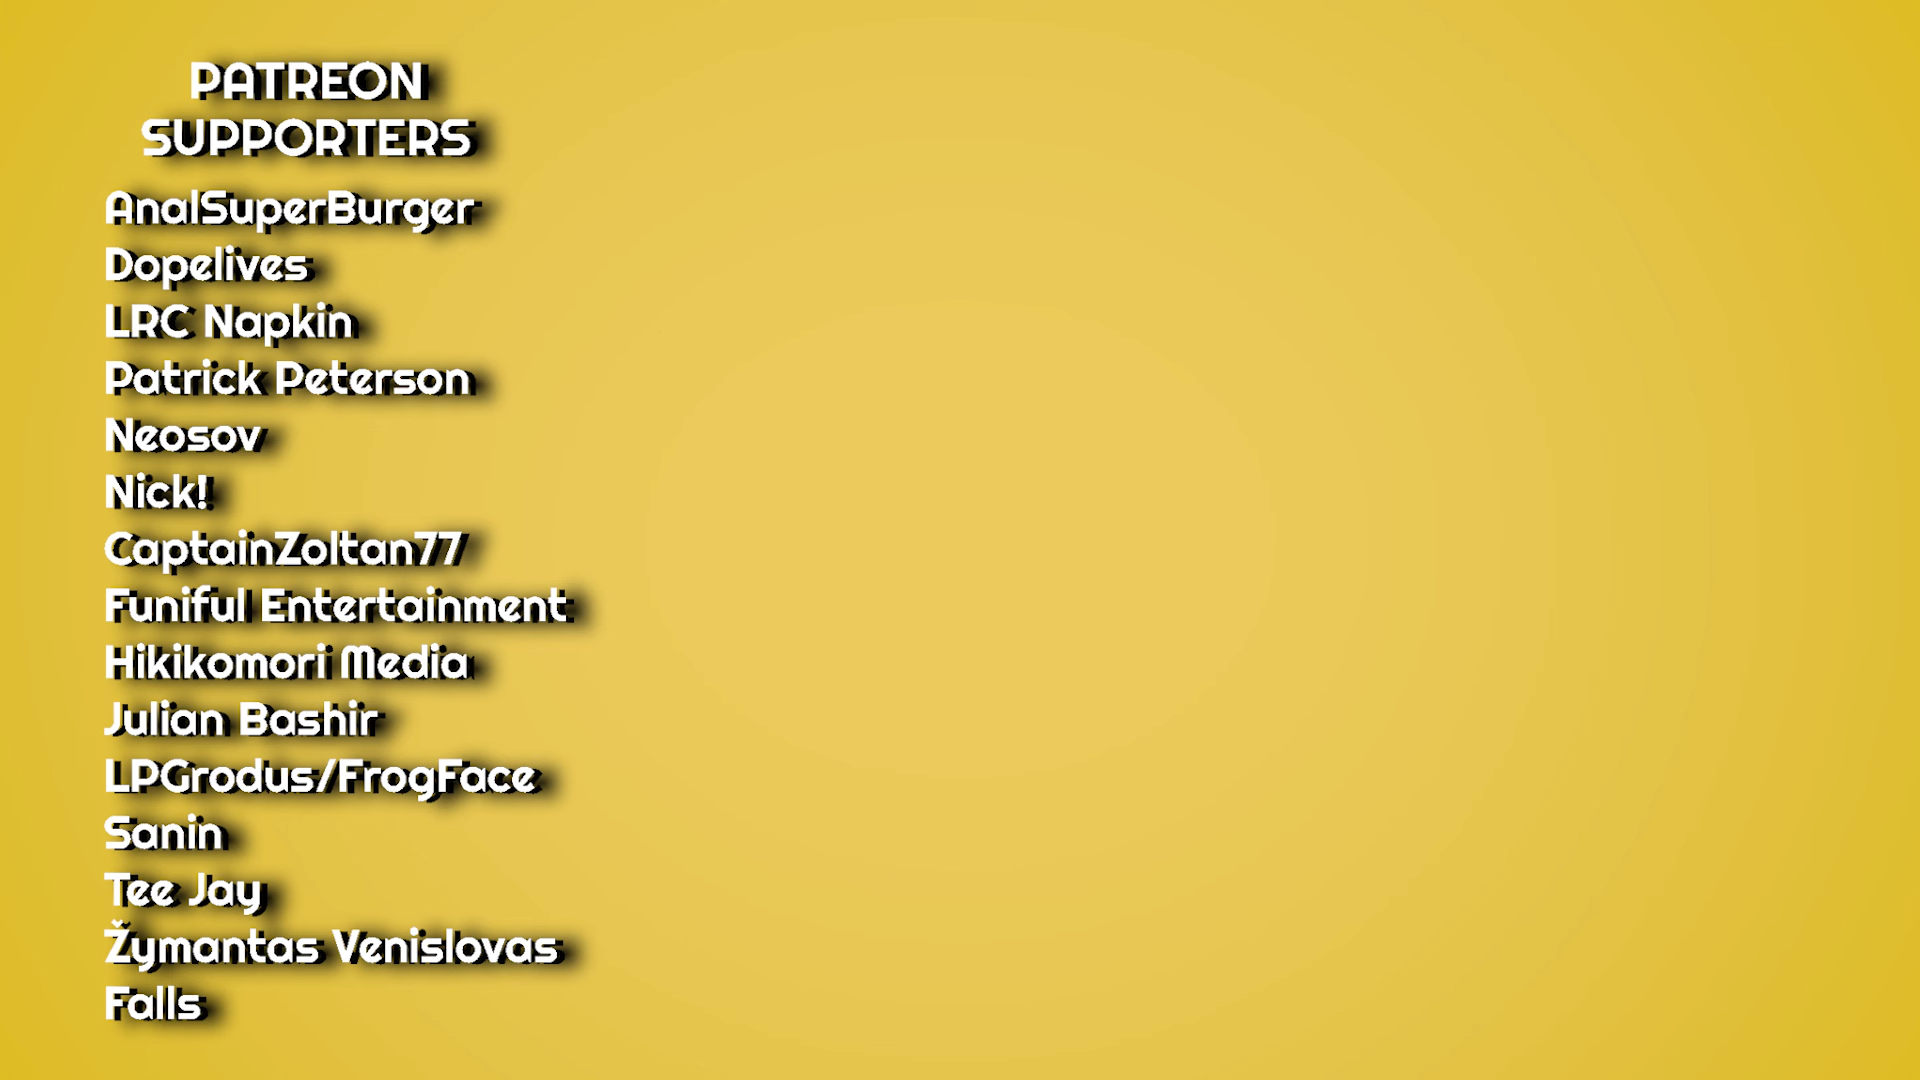 PATREON
SUPPORTERS
AnalSuperBurger
Dopelives
LRC Napkin
Patrick Peterson
Neosov
Nick!
CaptainZoltan77
Funiful Entertainment
Hikikomori Media
Julian Bashir
LPGrodus/FrogFace
Sanin
Tee Jay
Žymantas Venislovas
Falls